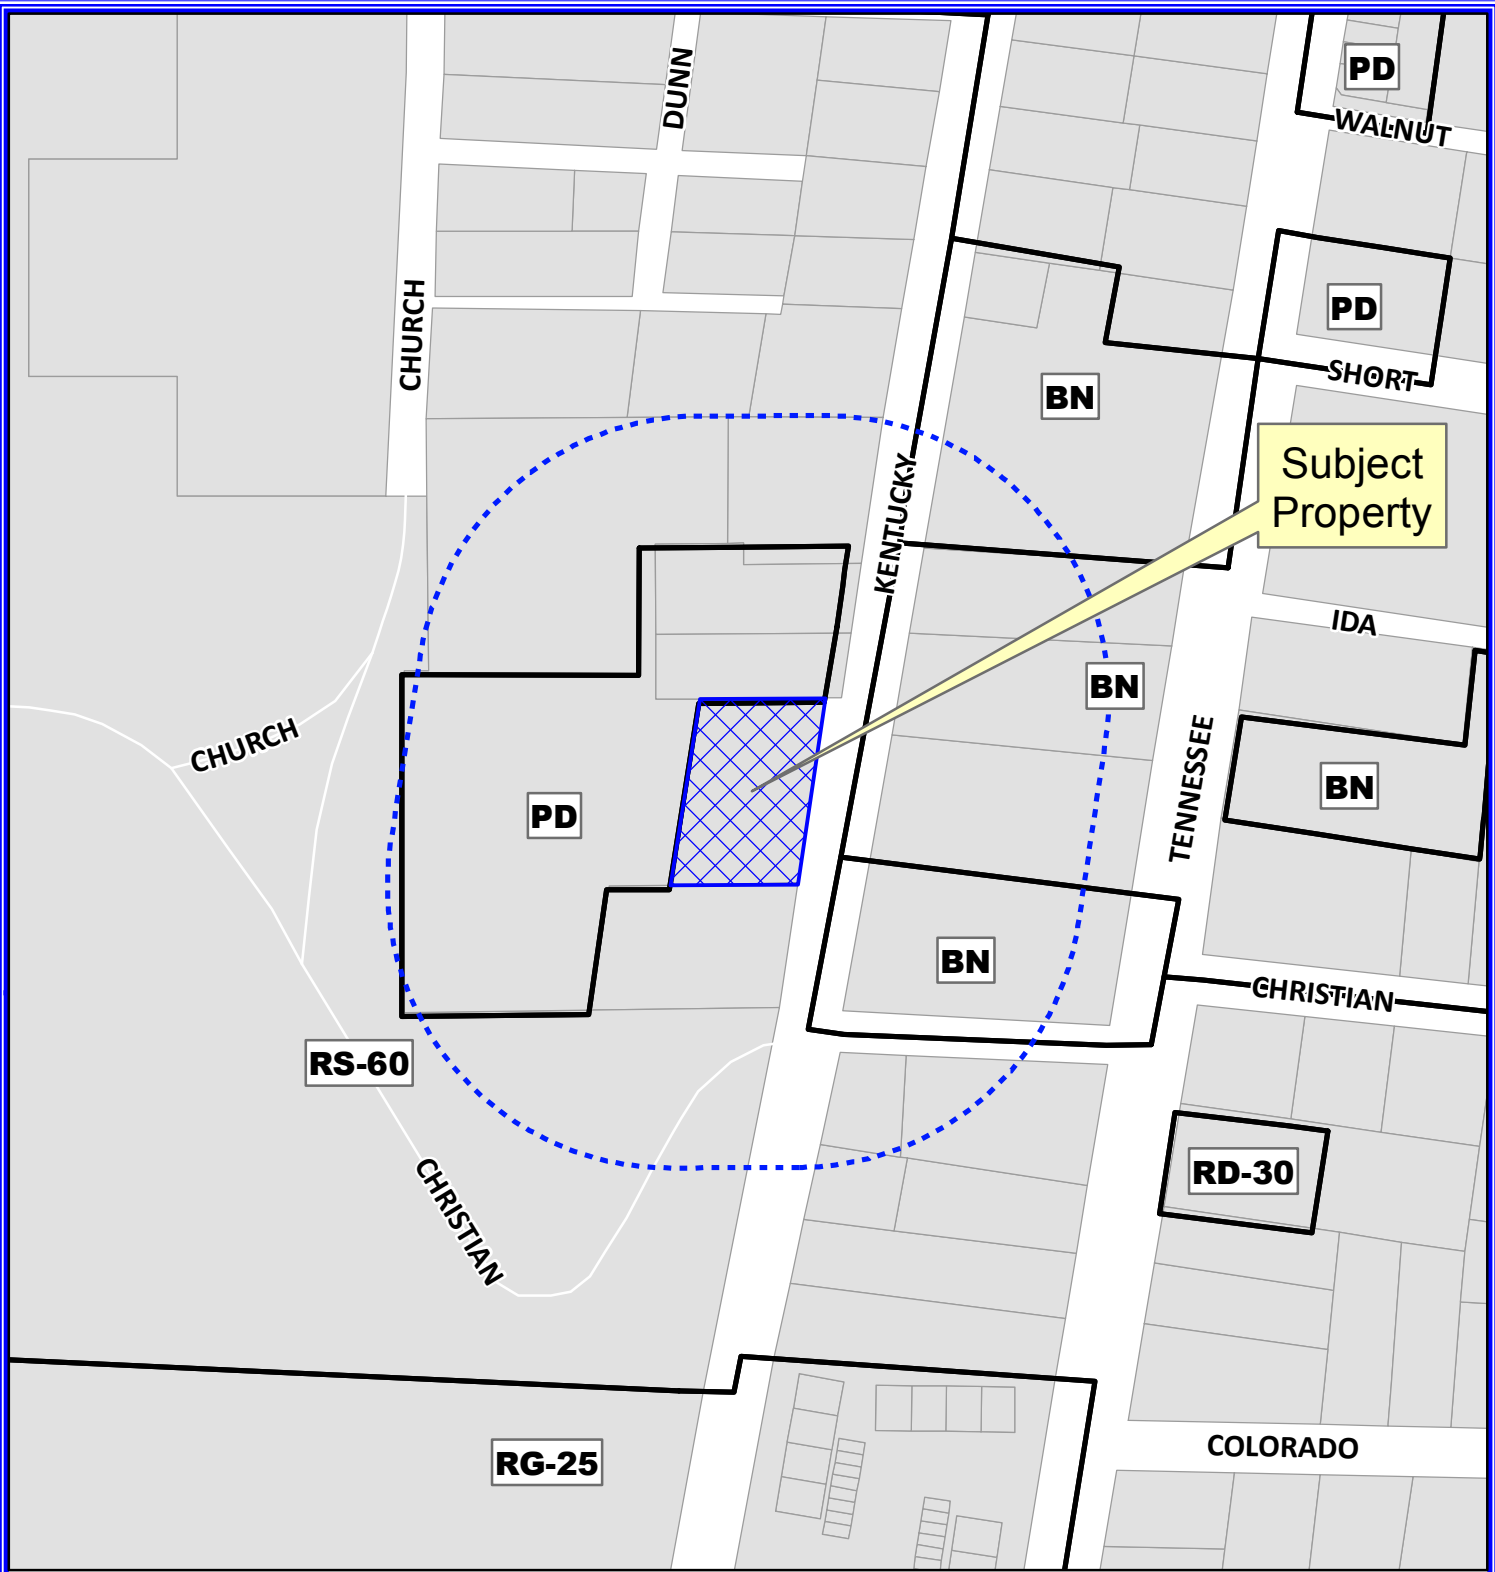 PD
DUNN
WALNUT
CHURCH
PD
SHORT
BN
Subject
Property
KENTUCKY
IDA
BN
CHURCH
TENNESSEE
BN
PD
BN
CHRISTIAN
RS-60
CHRISTIAN
RD-30
COLORADO
RG-25